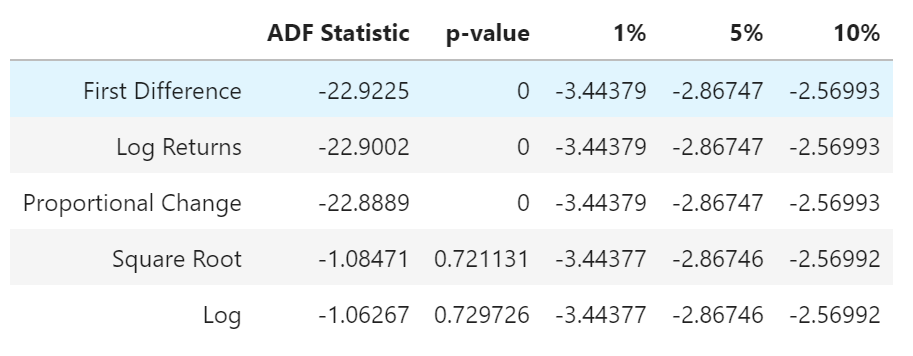 ADF Statistic p-value 1% 5% 10%
First Difference -22.9225 0 -3.44379 -2.86747 -2.56993
Log Returns -22.9002 0 -3.44379 -2.86747 -2.56993
Proportional Change -22.8889 0 -3.44379 -2.86747 -2.56993
Square Root -1.08471 0.721131 -3.44377 -2.86746 -2.56992
Log -1.06267 0.729726 -3.44377 -2.86746 -2.56992